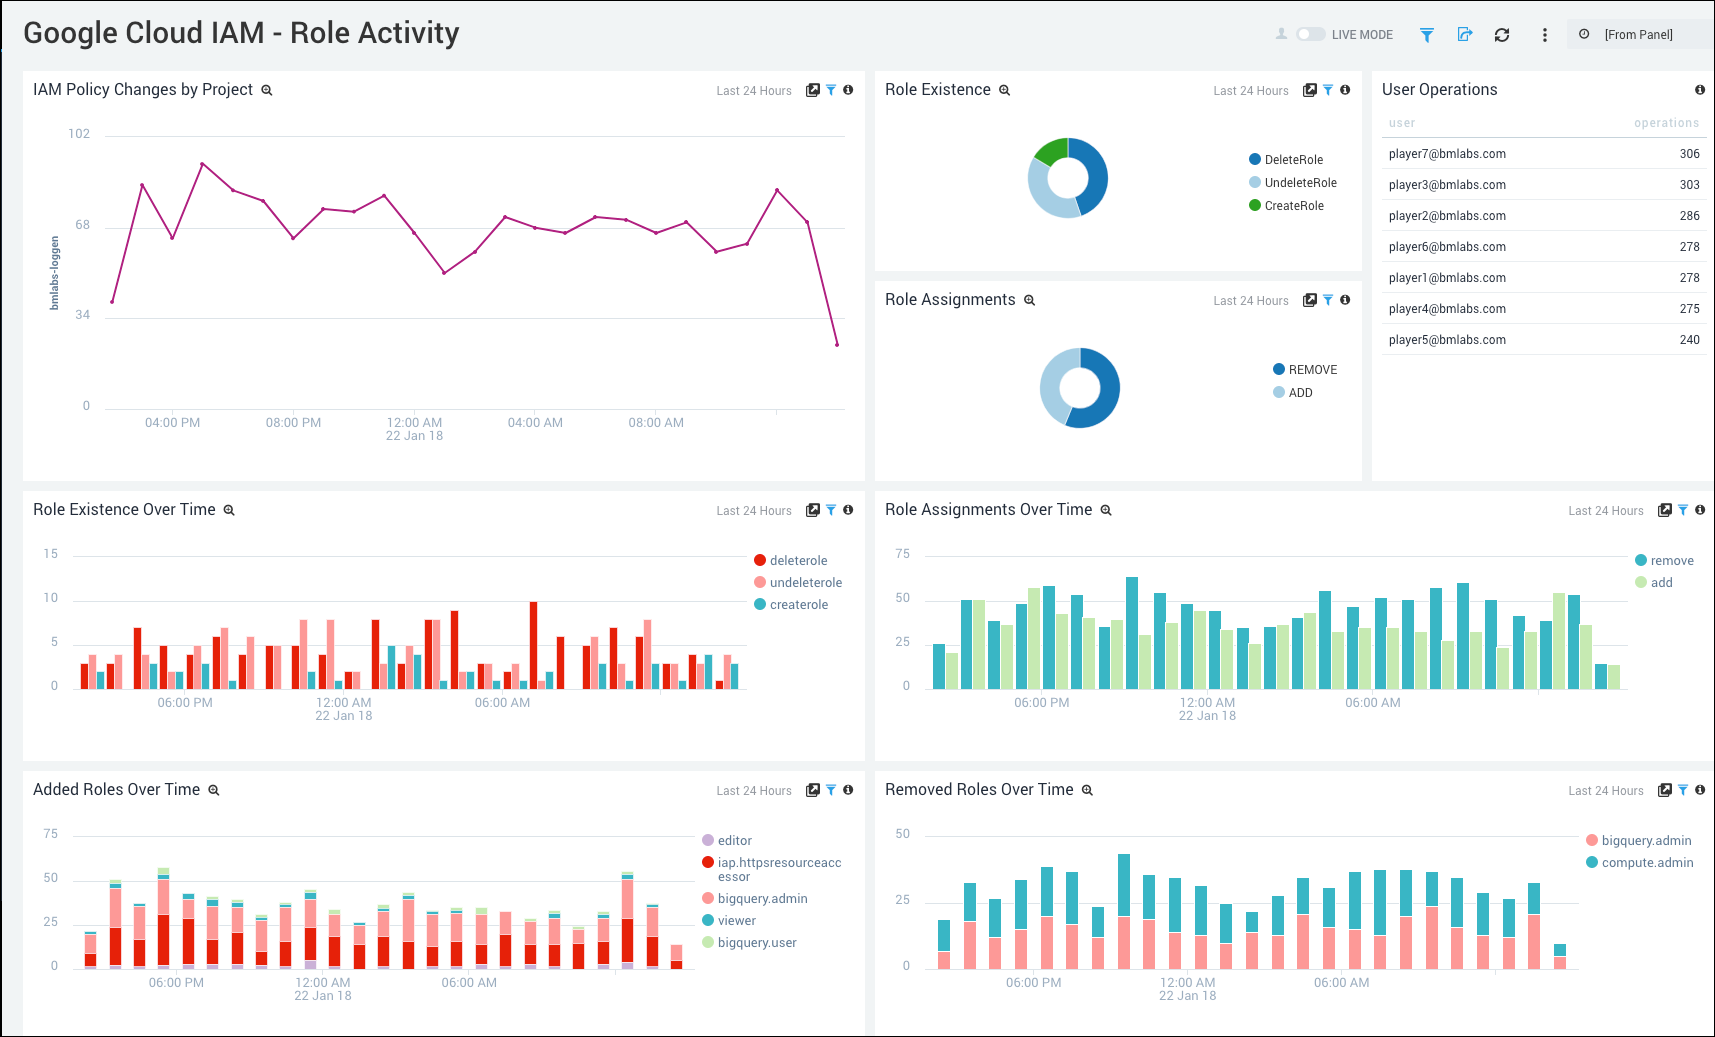 Google Cloud IAM - Role Activity
LIVE MODE
[From Panel]
IAM Policy Changes by Project
Last 24 Hours
102
68
34
0
bmlabs-loggen
04:00 PM
08:00 PM
12:00 AM
22 Jan 18
04:00 AM
08:00 AM
Role Existence
Last 24 Hours
DeleteRole
UndeleteRole
CreateRole
Role Assignments
Last 24 Hours
REMOVE
ADD
User Operations
user operations
player7@bmlabs.com 306
player3@bmlabs.com 303
player2@bmlabs.com 286
player6@bmlabs.com 278
player1@bmlabs.com 278
player4@bmlabs.com 275
player5@bmlabs.com 240
Role Existence Over Time
Last 24 Hours
15
10
5
0
06:00 PM
12:00 AM
22 Jan 18
06:00 AM
deleterole
undeleterole
createrole
Role Assignments Over Time
Last 24 Hours
75
50
25
0
06:00 PM
12:00 AM
22 Jan 18
06:00 AM
remove
add
Added Roles Over Time
Last 24 Hours
75
50
25
0
06:00 PM
12:00 AM
22 Jan 18
06:00 AM
editor
iap.httpsresourceacc
essor
bigquery.admin
viewer
bigquery.user
Removed Roles Over Time
Last 24 Hours
50
25
0
06:00 PM
12:00 AM
22 Jan 18
06:00 AM
bigquery.admin
compute.admin